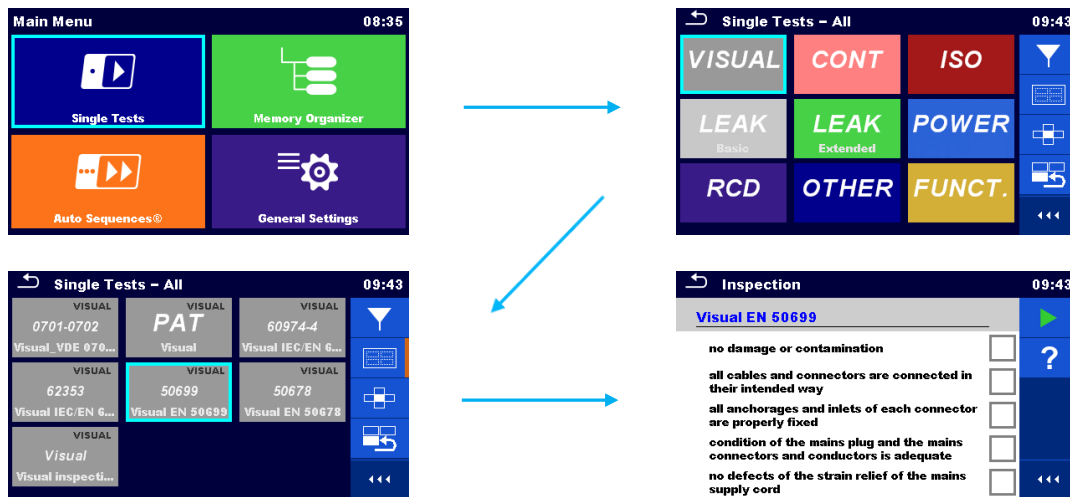 Main Menu 08:35
Single Tests
Memory Organizer
Auto Sequences®
General Settings
Single Tests – All 09:43
VISUAL CONT ISO
LEAK LEAK POWER
Basic Extended
RCD OTHER FUNCT.
Single Tests – All 09:43
VISUAL VISUAL VISUAL
0701-0702 PAT 60974-4
Visual_VDE 070... Visual Visual IEC/EN 6...
VISUAL VISUAL VISUAL
62353 50699 50678
Visual IEC/EN 6... Visual EN 50699 Visual EN 50678
VISUAL
Visual
Visual inspecti...
Inspection 09:43
Visual EN 50699
no damage or contamination
all cables and connectors are connected in
their intended way
all anchorages and inlets of each connector
are properly fixed
condition of the mains plug and the mains
connectors and conductors is adequate
no defects of the strain relief of the mains
supply cord
?